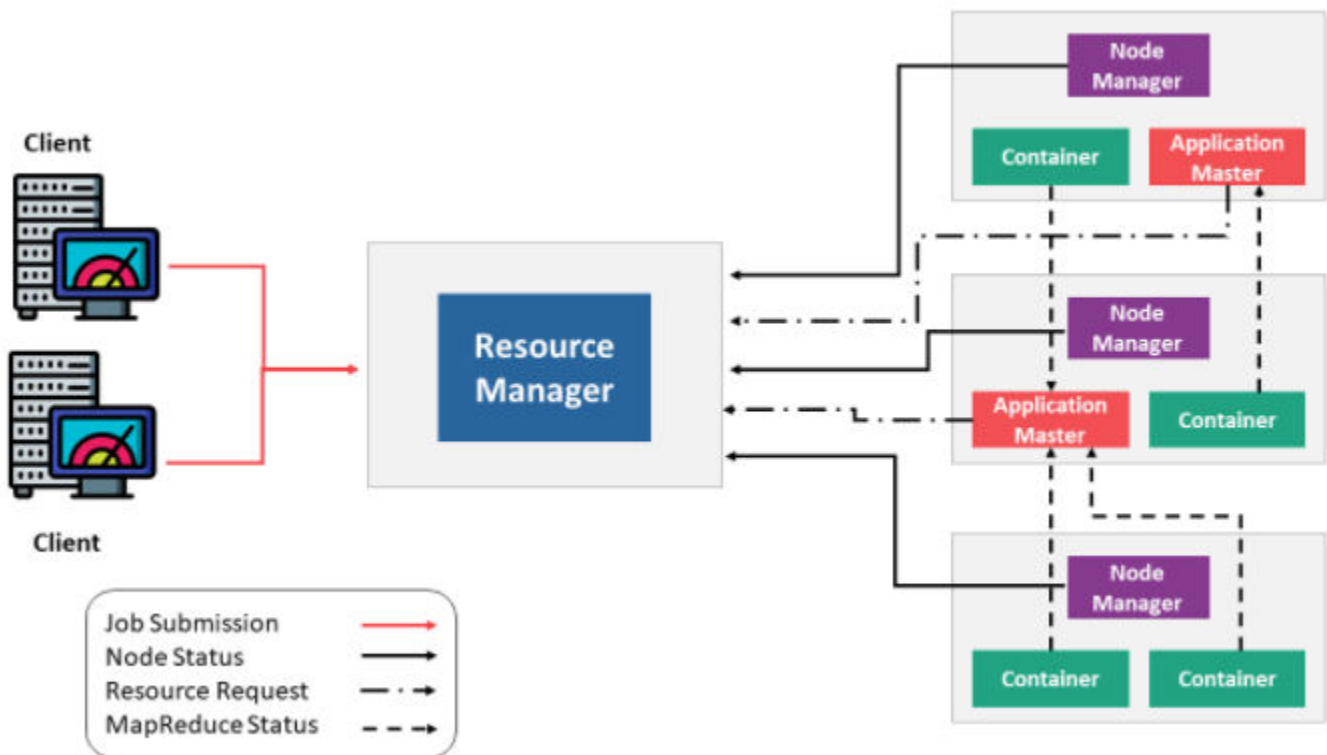 Client
Client
Resource
Manager
Node
Manager
Container
Application
Master
Node
Manager
Application
Master
Container
Node
Manager
Container
Container
Job Submission
Node Status
Resource Request
MapReduce Status